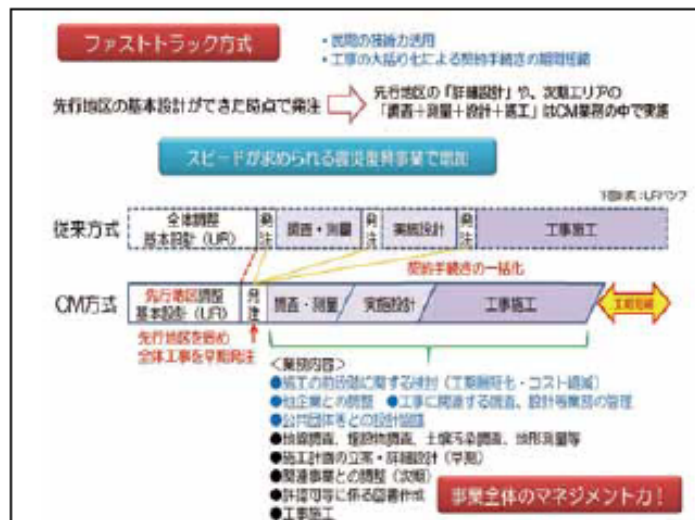 ファストトラック方式
・民間の技術力活用
・工事の大括り化による契約手続きの期間短縮
先行地区の基本設計ができた時点で発注
先行地区の「詳細設計」や、次期エリアの
「調査+測量+設計+施工」はCM業務の中で実施
スピードが求められる震災復興事業で増加
従来方式
全体調整
基本設計(UR)
発注
調査・測量
発注
実施設計
発注
工事施工
契約手続きの一括化
CM方式
先行地区調整
基本設計(UR)
発注
調査・測量
実施設計
工事施工
工期短縮
先行地区を含め
全体工事を早期発注
<業務内容>
●施工の前段階に関する検討(工期短縮化・コスト縮減)
●他企業との調整 ●工事に関連する調査、設計等業務の管理
●公共団体等との設計協議
●地質調査、埋設物調査、土壌汚染調査、地形測量等
●施工計画の立案・詳細設計(早期)
●関連事業との調整(次期)
●許認可等に係る図書作成
●工事施工
事業全体のマネジメント力!